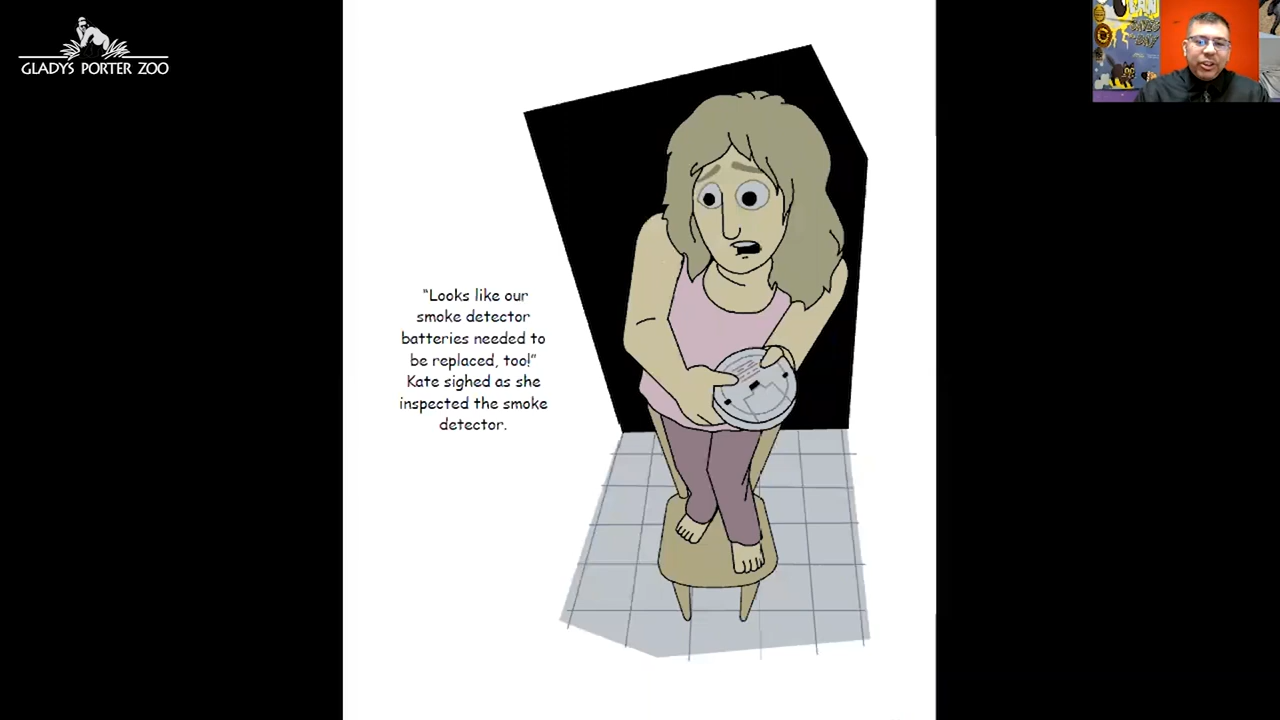 GLADYS PORTER ZOO
“Looks like our
smoke detector
batteries needed to
be replaced, too!”
Kate sighed as she
inspected the smoke
detector.